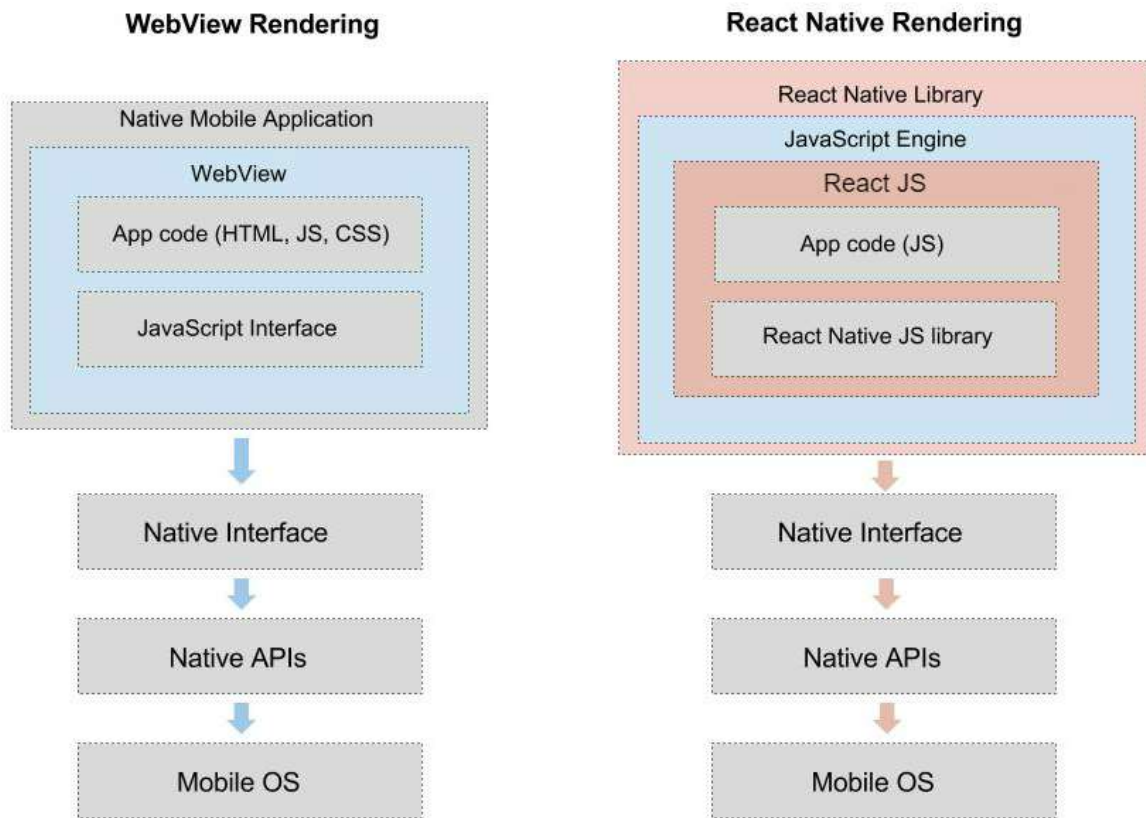 WebView Rendering
Native Mobile Application
WebView
App code (HTML, JS, CSS)
JavaScript Interface
Native Interface
Native APIs
Mobile OS
React Native Rendering
React Native Library
JavaScript Engine
React JS
App code (JS)
React Native JS library
Native Interface
Native APIs
Mobile OS